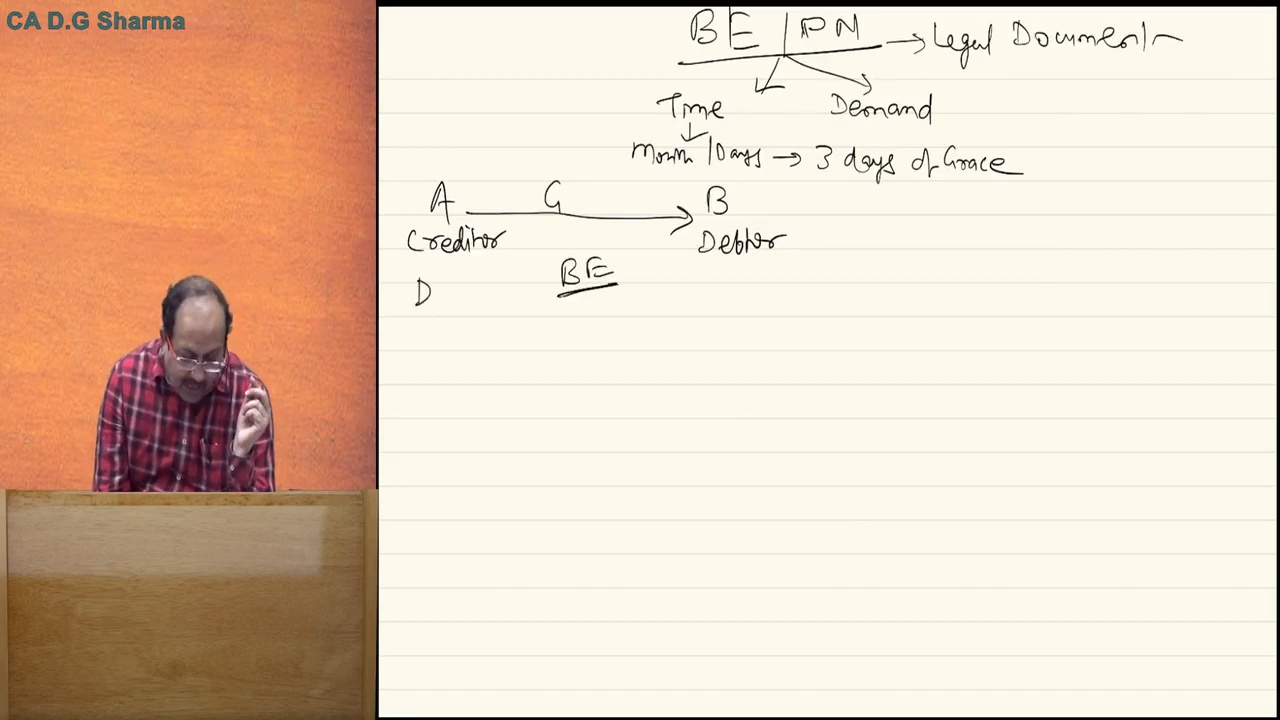 CA D.G Sharma
BE | PN → Legal Document
Time Demand
Month / Days → 3 days of Grace
A G B
Creditor Debtor
BE
D